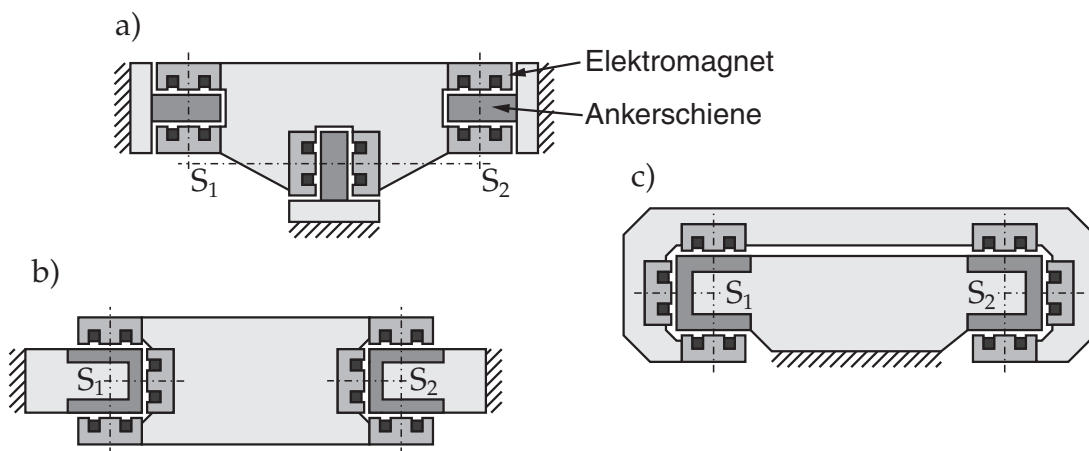 a)
Elektromagnet
Ankerschiene
S₁
S₂
c)
b)
S₁
S₂
S₁
S₂